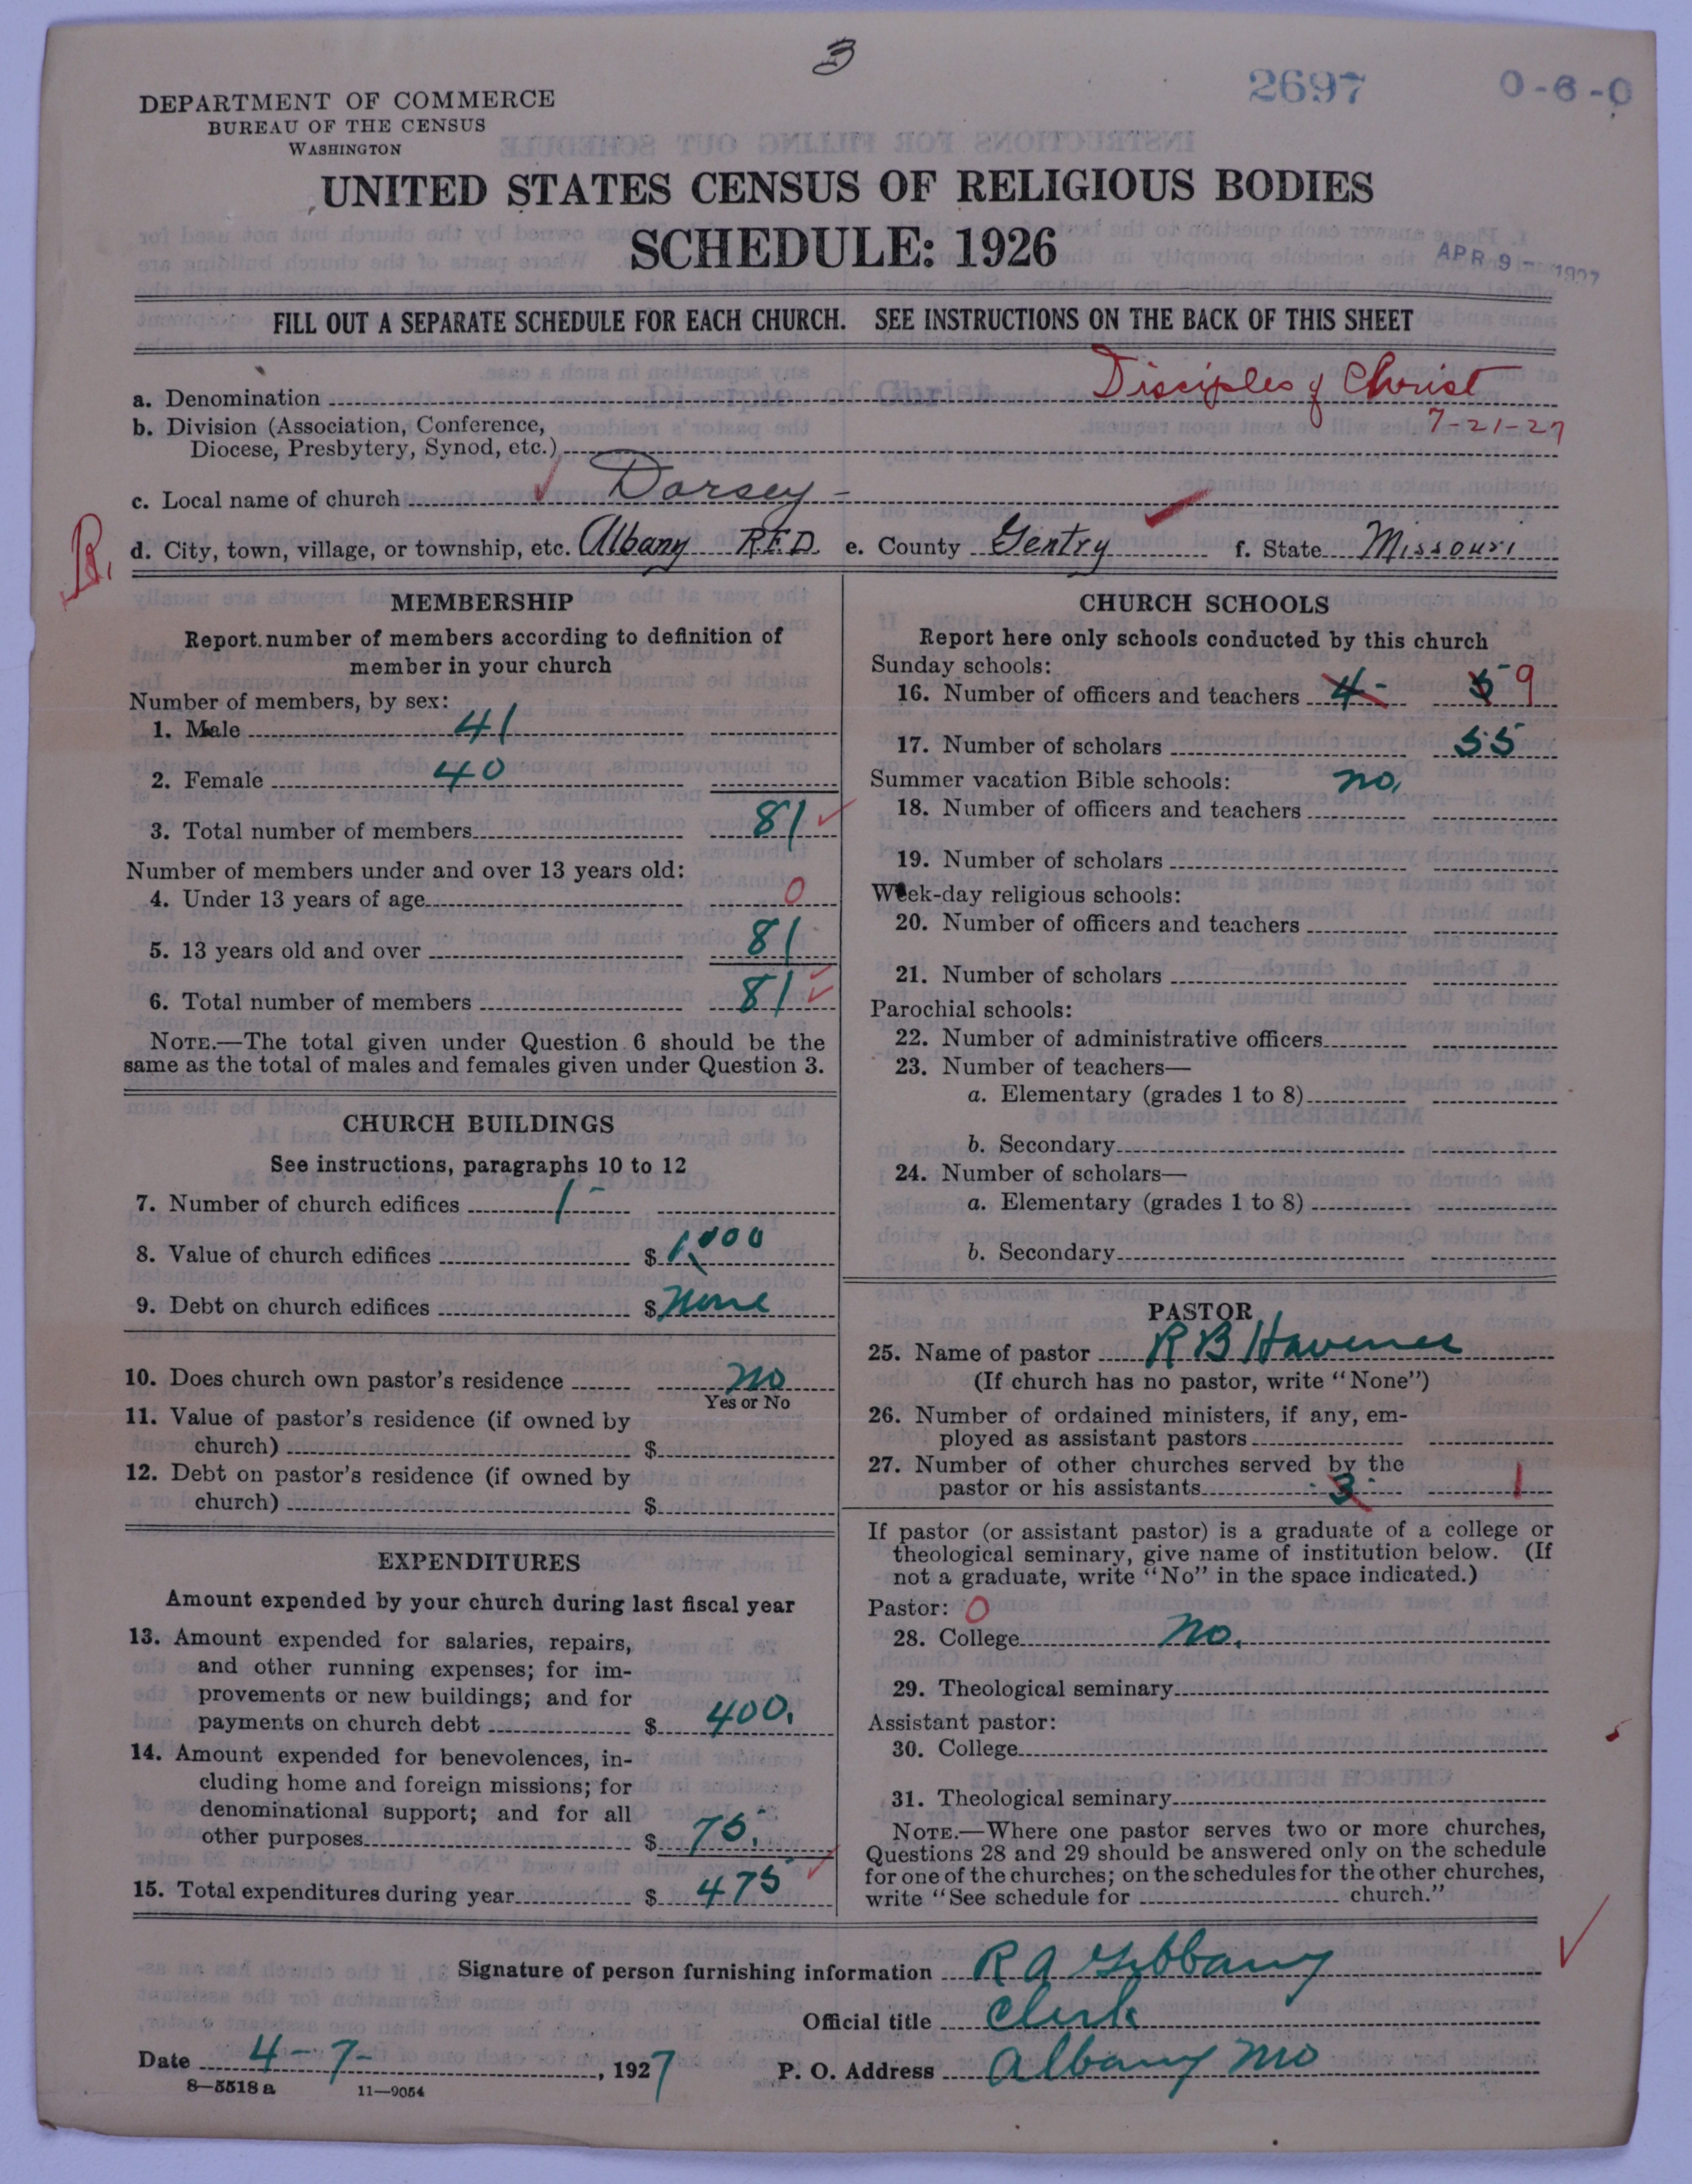 3
2697
0-6-0
DEPARTMENT OF COMMERCE
BUREAU OF THE CENSUS
WASHINGTON
UNITED STATES CENSUS OF RELIGIOUS BODIES
SCHEDULE: 1926
APR 9 - 1927
FILL OUT A SEPARATE SCHEDULE FOR EACH CHURCH. SEE INSTRUCTIONS ON THE BACK OF THIS SHEET
a. Denomination Disciple of Christ Disciples of Christ
7-21-27
b. Division (Association, Conference,
Diocese, Presbytery, Synod, etc.)
c. Local name of church Dorsey -
R.
d. City, town, village, or township, etc. Albany R.F.D. e. County Gentry f. State Missouri
MEMBERSHIP
Report number of members according to definition of
member in your church
Number of members, by sex:
1. Male 41
2. Female 40
3. Total number of members 81
Number of members under and over 13 years old:
4. Under 13 years of age 0
5. 13 years old and over 81
6. Total number of members 81
NOTE.—The total given under Question 6 should be the
same as the total of males and females given under Question 3.
CHURCH BUILDINGS
See instructions, paragraphs 10 to 12
7. Number of church edifices 1-
8. Value of church edifices $ 1,000
9. Debt on church edifices $ None
10. Does church own pastor's residence no
Yes or No
11. Value of pastor's residence (if owned by
church) $
12. Debt on pastor's residence (if owned by
church) $
EXPENDITURES
Amount expended by your church during last fiscal year
13. Amount expended for salaries, repairs,
and other running expenses; for im-
provements or new buildings; and for
payments on church debt $ 400.
14. Amount expended for benevolences, in-
cluding home and foreign missions; for
denominational support; and for all
other purposes $ 75.
15. Total expenditures during year $ 475
CHURCH SCHOOLS
Report here only schools conducted by this church
Sunday schools:
16. Number of officers and teachers 4- 5 9
17. Number of scholars 55
Summer vacation Bible schools: no.
18. Number of officers and teachers
19. Number of scholars
Week-day religious schools:
20. Number of officers and teachers
21. Number of scholars
Parochial schools:
22. Number of administrative officers
23. Number of teachers—
a. Elementary (grades 1 to 8)
b. Secondary
24. Number of scholars—
a. Elementary (grades 1 to 8)
b. Secondary
PASTOR
25. Name of pastor R B Havener
(If church has no pastor, write "None")
26. Number of ordained ministers, if any, em-
ployed as assistant pastors
27. Number of other churches served by the
pastor or his assistants 3 1
If pastor (or assistant pastor) is a graduate of a college or
theological seminary, give name of institution below. (If
not a graduate, write "No" in the space indicated.)
Pastor: 0
28. College no.
29. Theological seminary
Assistant pastor:
30. College
31. Theological seminary
NOTE.—Where one pastor serves two or more churches,
Questions 28 and 29 should be answered only on the schedule
for one of the churches; on the schedules for the other churches,
write "See schedule for church."
Signature of person furnishing information R A Gibbany
Official title Clerk
Date 4-7-, 1927 P. O. Address Albany Mo
8—5518 a 11—9054